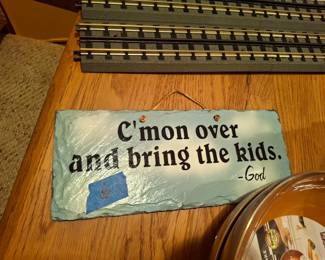 C'mon over
and bring the kids.
-God